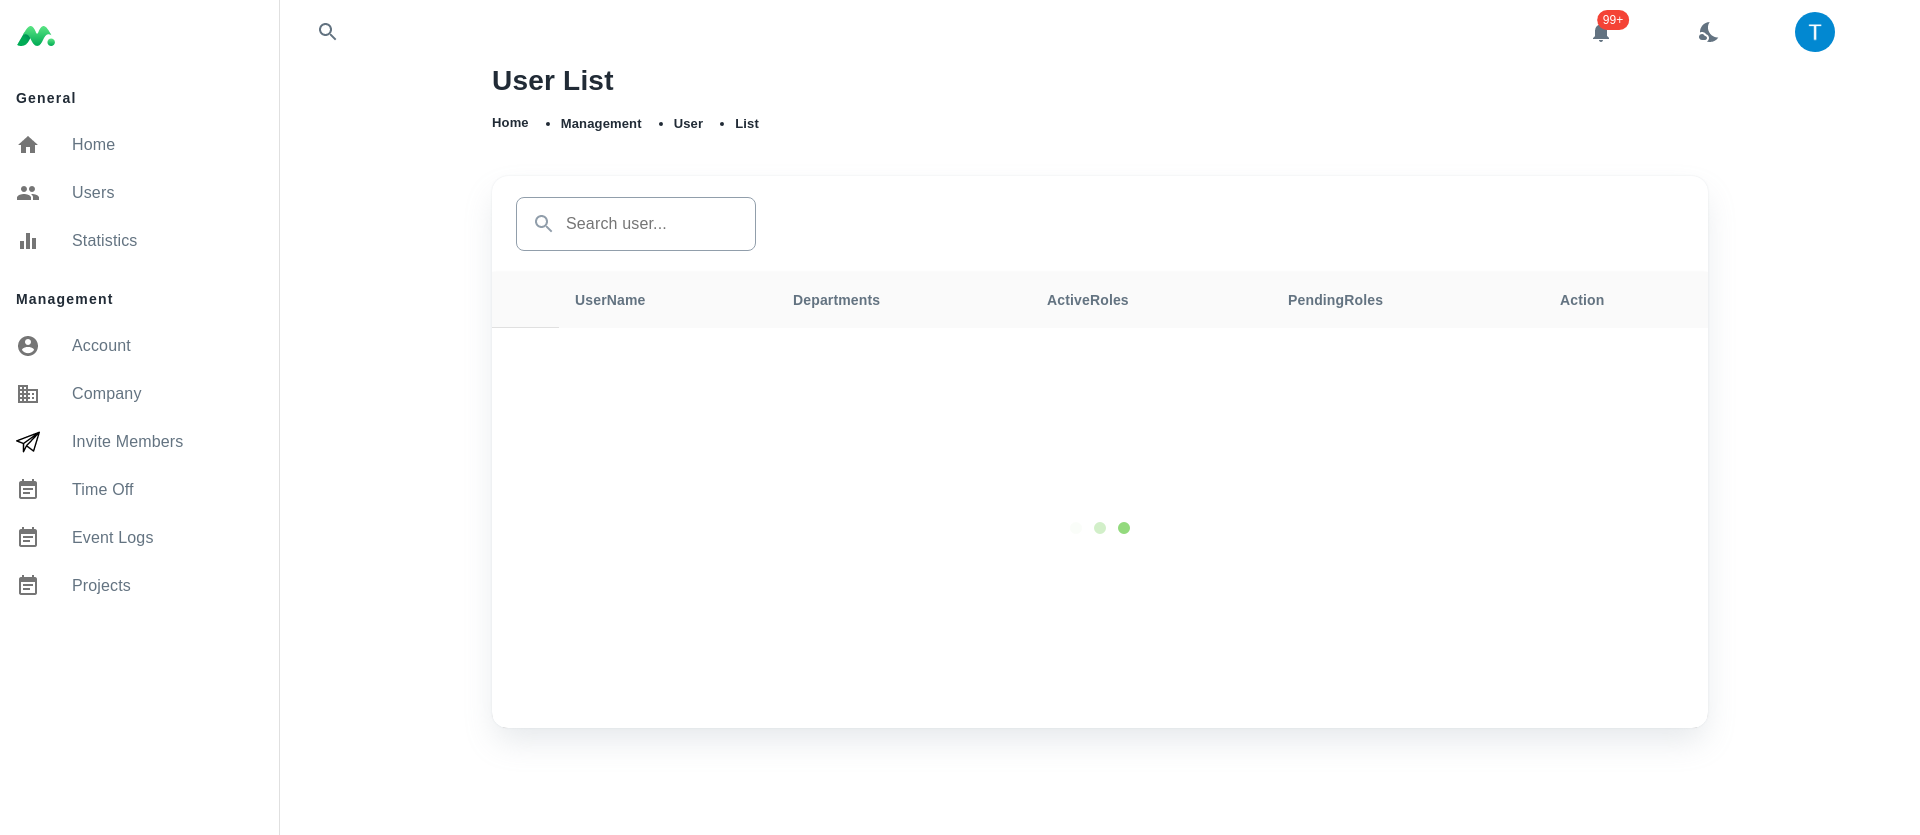 99+
T
General
Home
Users
Statistics
Management
Account
Company
Invite Members
Time Off
Event Logs
Projects
User List
Home • Management • User • List
Search user...
UserName Departments ActiveRoles PendingRoles Action